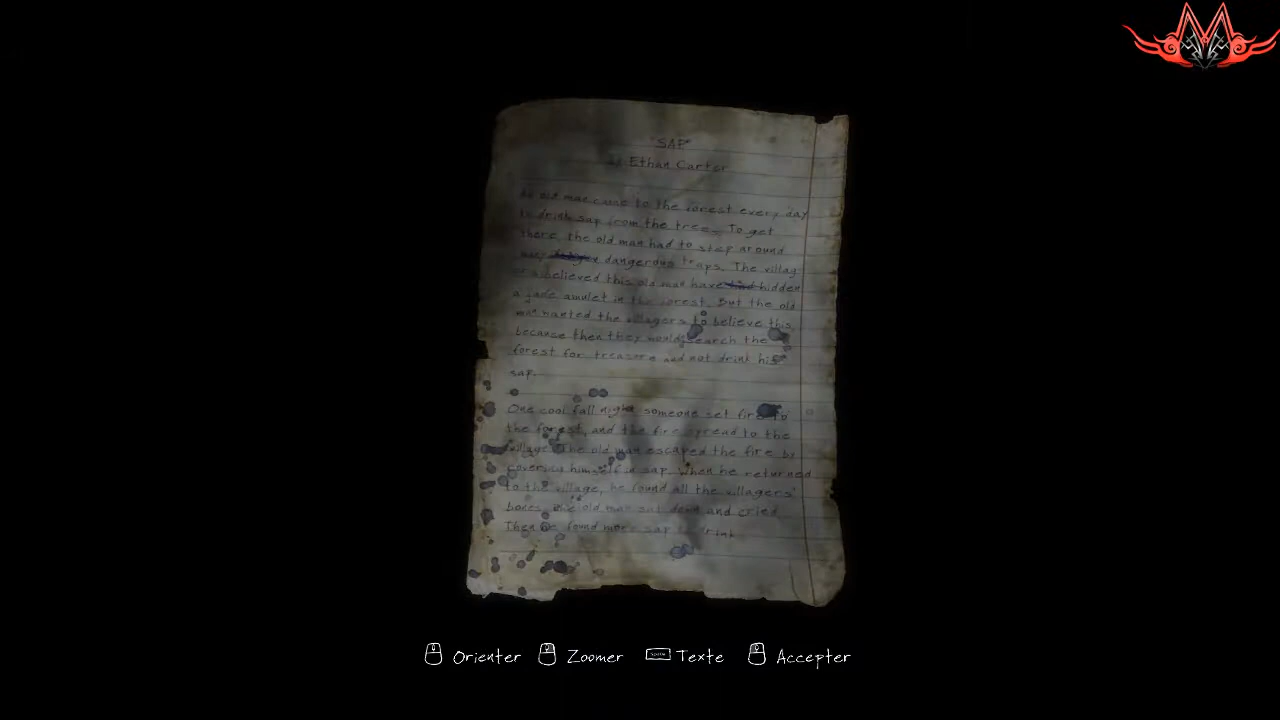 "SAP"
by Ethan Carter
An old man came to the forest every day
to drink sap from the trees. To get
there, the old man had to step around
many dangerous traps. The villag
ers believed this old man have had hidden
a jade amulet in the forest. But the old
man wanted the villagers to believe this,
because then they would search the
forest for treasure and not drink his
sap.
One cool fall night someone set fire to
the forest, and the fire spread to the
village. The old man escaped the fire by
covering himself in sap. When he returned
to the village, he found all the villagers'
bones. The old man sat down and cried
Then he found more sap to drink
Orienter Zoomer Texte Accepter